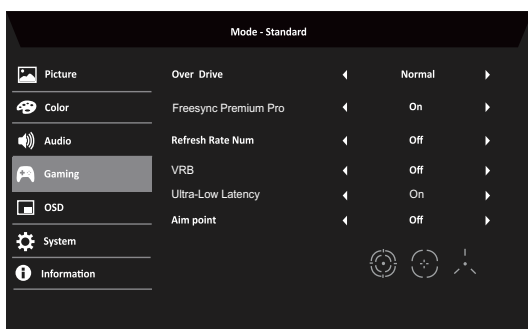 Mode - Standard
Picture
Over Drive Normal
Color
Freesync Premium Pro On
Audio
Refresh Rate Num Off
Gaming
VRB Off
Ultra-Low Latency On
OSD
Aim point Off
System
Information